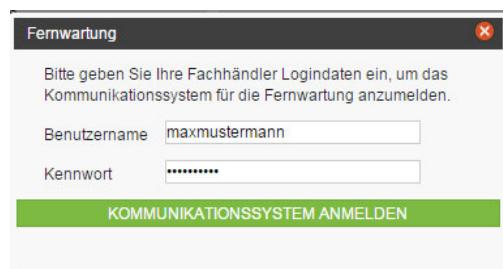 Fernwartung
Bitte geben Sie Ihre Fachhändler Logindaten ein, um das
Kommunikationssystem für die Fernwartung anzumelden.
Benutzername maxmustermann
Kennwort ••••••••••
KOMMUNIKATIONSSYSTEM ANMELDEN